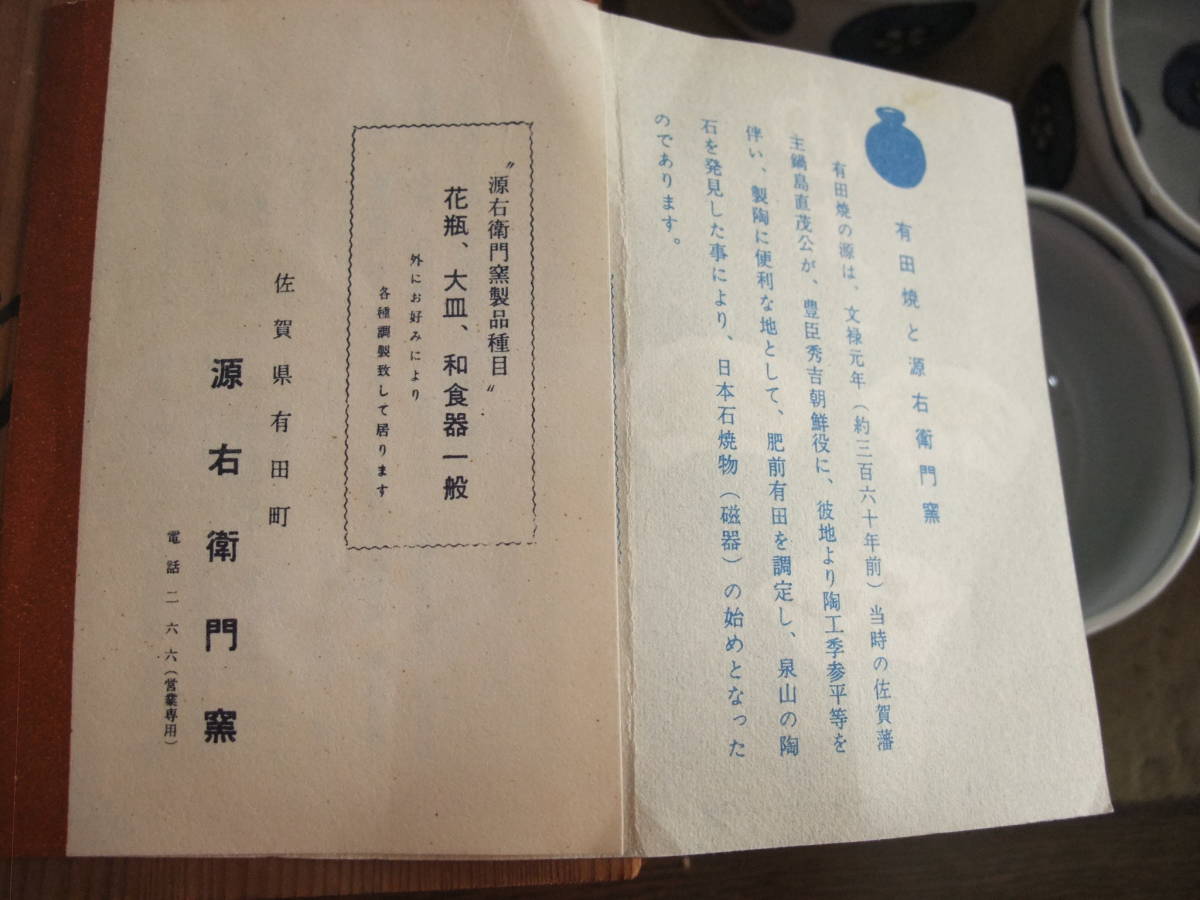 有田焼と源右衛門窯
有田焼の源は、文禄元年(約三百六十年前)当時の佐賀藩
主鍋島直茂公が、豊臣秀吉朝鮮役に、彼地より陶工季参平等を
伴い、製陶に便利な地として、肥前有田を調定し、泉山の陶
石を発見した事により、日本石焼物(磁器)の始めとなった
のであります。
〝源右衛門窯製品種目〟
花瓶、大皿、和食器一般
外にお好みにより
各種調製致して居ります
佐賀県有田町
源右衛門窯
電話二六六(営業専用)